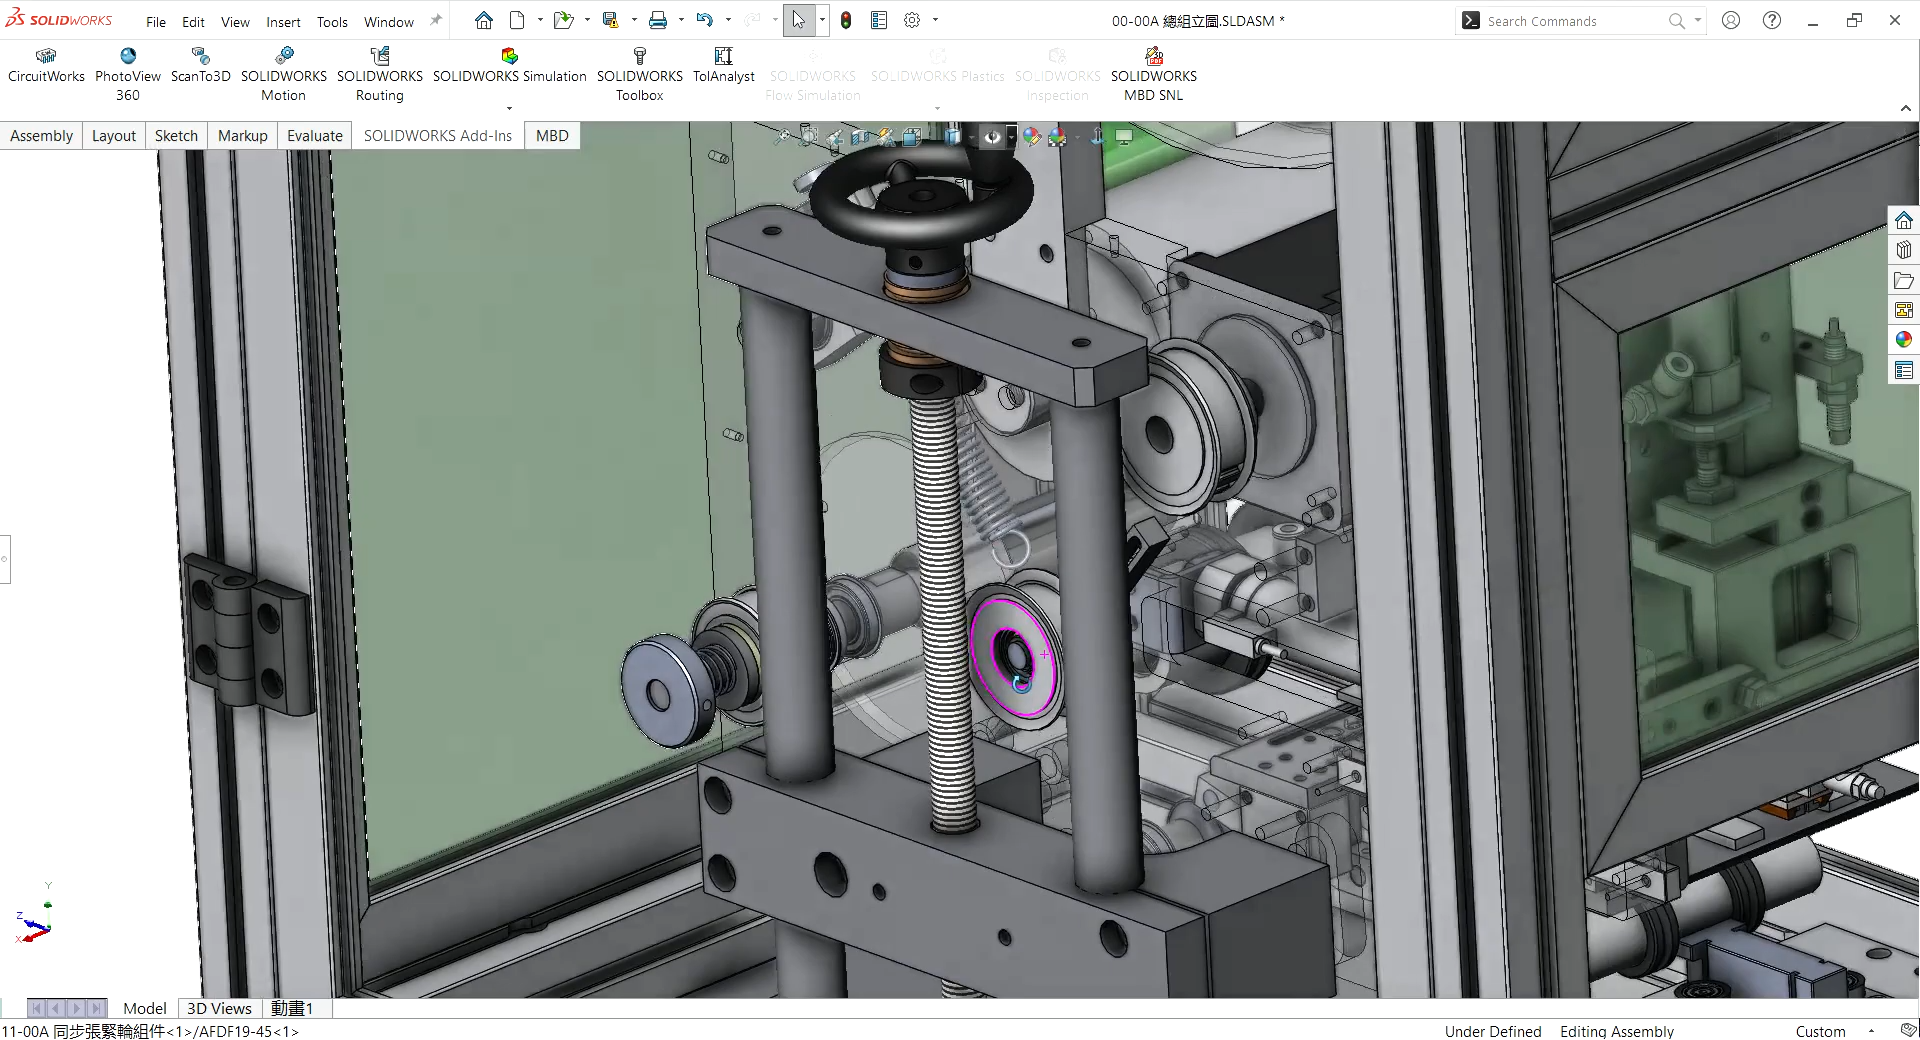 SOLIDWORKS File Edit View Insert Tools Window 00-00A 總組立圖.SLDASM * Search Commands
CircuitWorks PhotoView 360 ScanTo3D SOLIDWORKS Motion SOLIDWORKS Routing SOLIDWORKS Simulation SOLIDWORKS Toolbox TolAnalyst SOLIDWORKS Flow Simulation SOLIDWORKS Plastics SOLIDWORKS Inspection SOLIDWORKS MBD SNL
Assembly Layout Sketch Markup Evaluate SOLIDWORKS Add-Ins MBD
Y
Z
X
Model 3D Views 動畫1
11-00A 同步張緊輪組件<1>/AFDF19-45<1> Under Defined Editing Assembly Custom